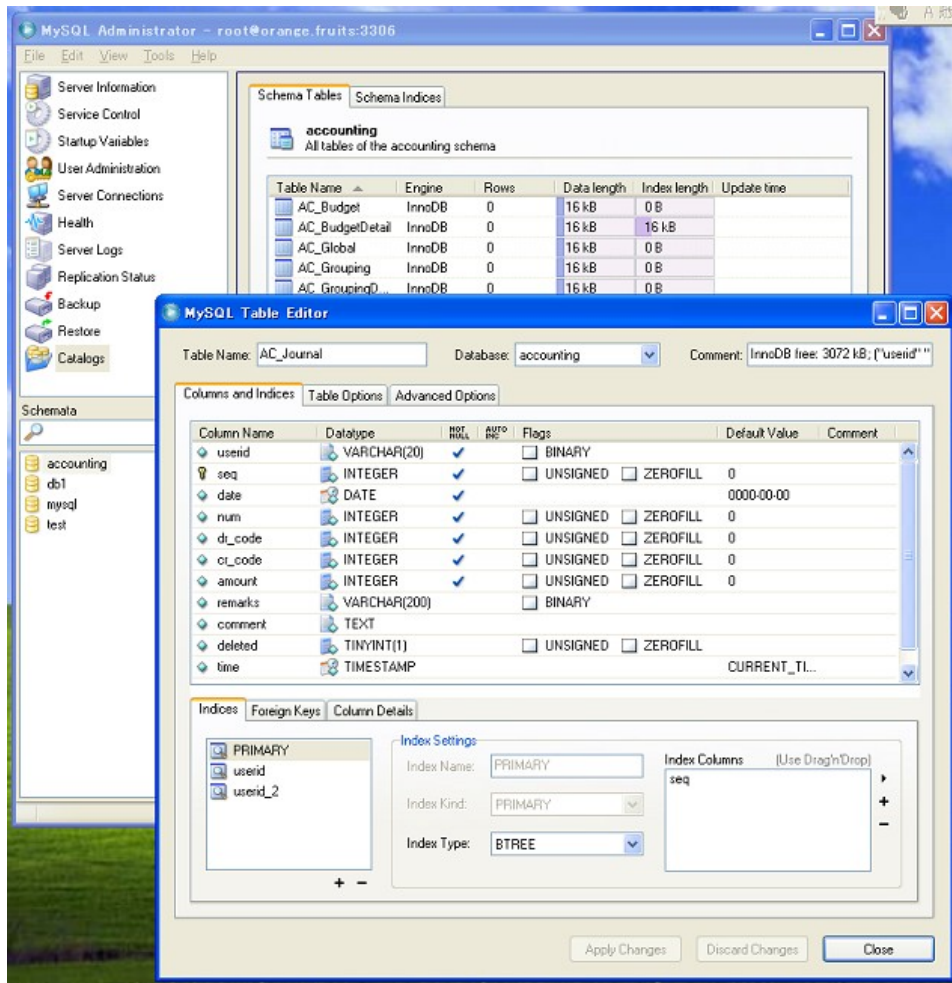 MySQL Administrator - root@orange.fruits:3306
File Edit View Tools Help
Server Information
Service Control
Startup Variables
User Administration
Server Connections
Health
Server Logs
Replication Status
Backup
Restore
Catalogs
Schemata
accounting
db1
mysql
test
Schema Tables Schema Indices
accounting
All tables of the accounting schema
Table Name Engine Rows Data length Index length Update time
AC_Budget InnoDB 0 16 kB 0 B
AC_BudgetDetail InnoDB 0 16 kB 16 kB
AC_Global InnoDB 0 16 kB 0 B
AC_Grouping InnoDB 0 16 kB 0 B
AC_GroupingD... InnoDB 0 16 kB 0 B
MySQL Table Editor
Table Name: AC_Journal Database: accounting Comment: InnoDB free: 3072 kB; ("userid" "
Columns and Indices Table Options Advanced Options
Column Name Datatype NOT NULL AUTO INC Flags Default Value Comment
userid VARCHAR(20) BINARY
seq INTEGER UNSIGNED ZEROFILL 0
date DATE 0000-00-00
num INTEGER UNSIGNED ZEROFILL 0
dr_code INTEGER UNSIGNED ZEROFILL 0
cr_code INTEGER UNSIGNED ZEROFILL 0
amount INTEGER UNSIGNED ZEROFILL 0
remarks VARCHAR(200) BINARY
comment TEXT
deleted TINYINT(1) UNSIGNED ZEROFILL
time TIMESTAMP CURRENT_TI...
Indices Foreign Keys Column Details
PRIMARY
userid
userid_2
Index Settings
Index Name: PRIMARY
Index Kind: PRIMARY
Index Type: BTREE
Index Columns (Use Drag'n'Drop)
seq
Apply Changes Discard Changes Close